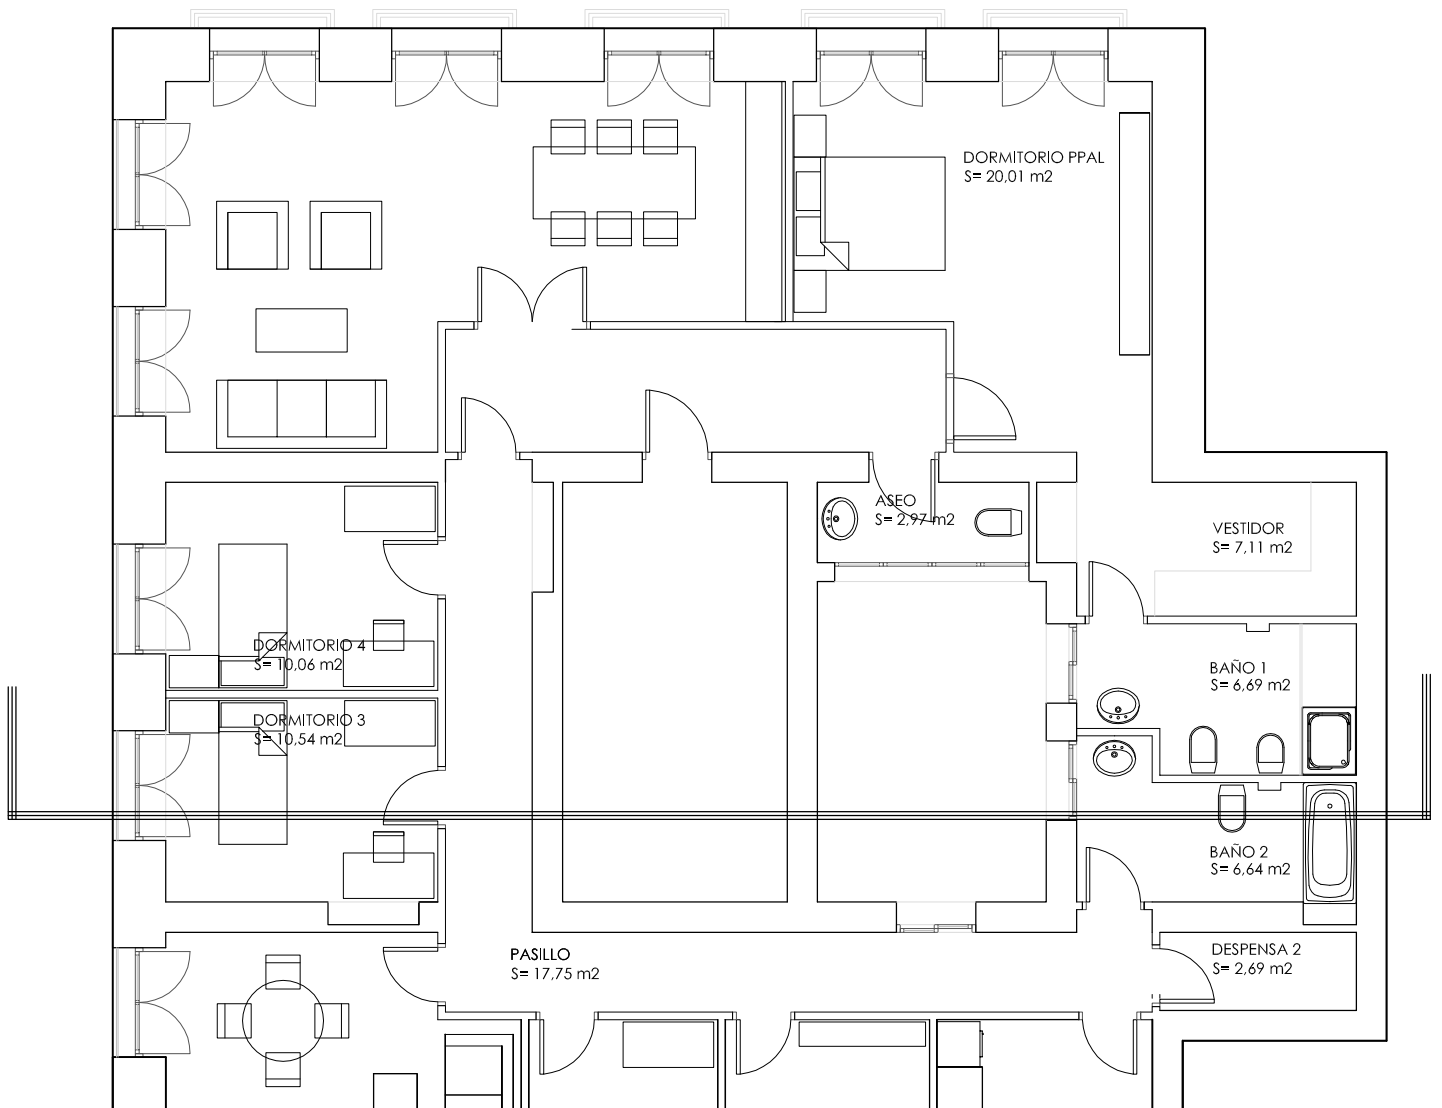 DORMITORIO PPAL
S= 20,01 m2
ASEO
S= 2,97 m2
VESTIDOR
S= 7,11 m2
DORMITORIO 4
S= 10,06 m2
BAÑO 1
S= 6,69 m2
DORMITORIO 3
S= 10,54 m2
BAÑO 2
S= 6,64 m2
PASILLO
S= 17,75 m2
DESPENSA 2
S= 2,69 m2